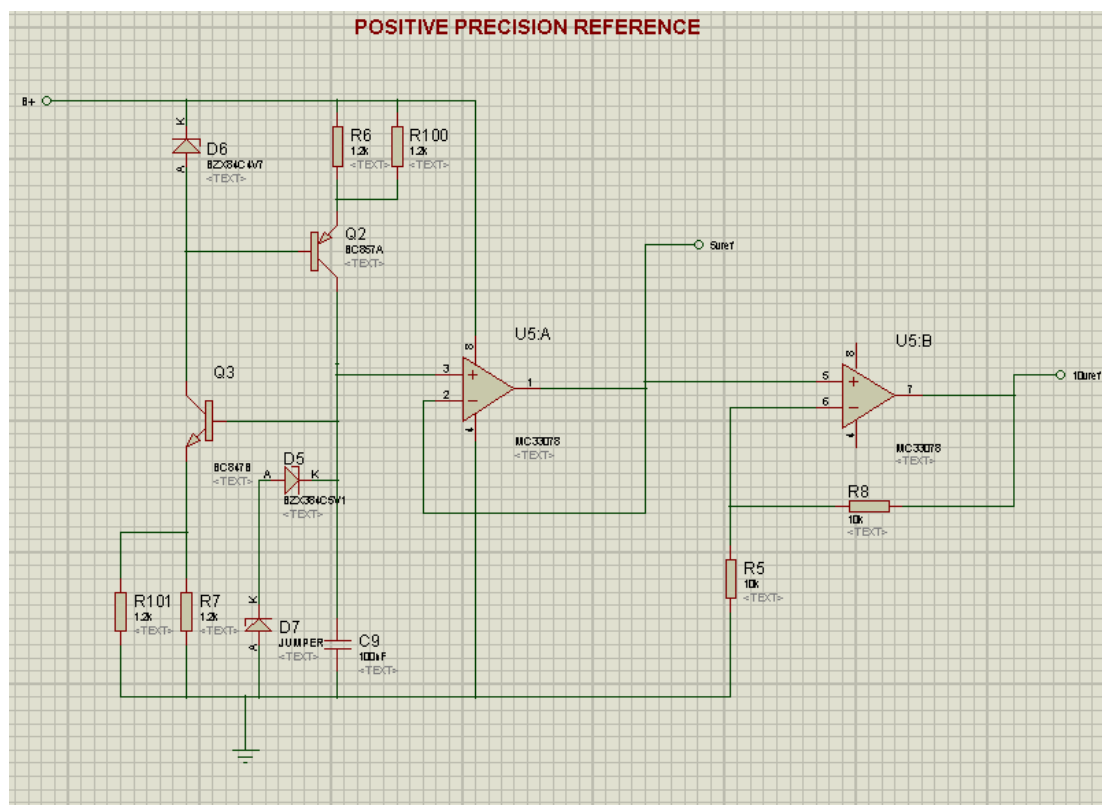 POSITIVE PRECISION REFERENCE
B+
K
D6
BZX84C4V7
A
<TEXT>
R6
1.2k
<TEXT>
R100
1.2k
<TEXT>
Q2
BC857A
<TEXT>
5uref
U5:A
8
3
2
1
4
MC33078
<TEXT>
U5:B
8
5
6
7
4
MC33078
<TEXT>
10uref
Q3
BC847B
<TEXT>
D5
A
K
BZX384C5V1
<TEXT>
R8
10k
<TEXT>
R5
10k
<TEXT>
R101
1.2k
<TEXT>
R7
1.2k
<TEXT>
K
D7
JUMPER
A
<TEXT>
C9
100nF
<TEXT>